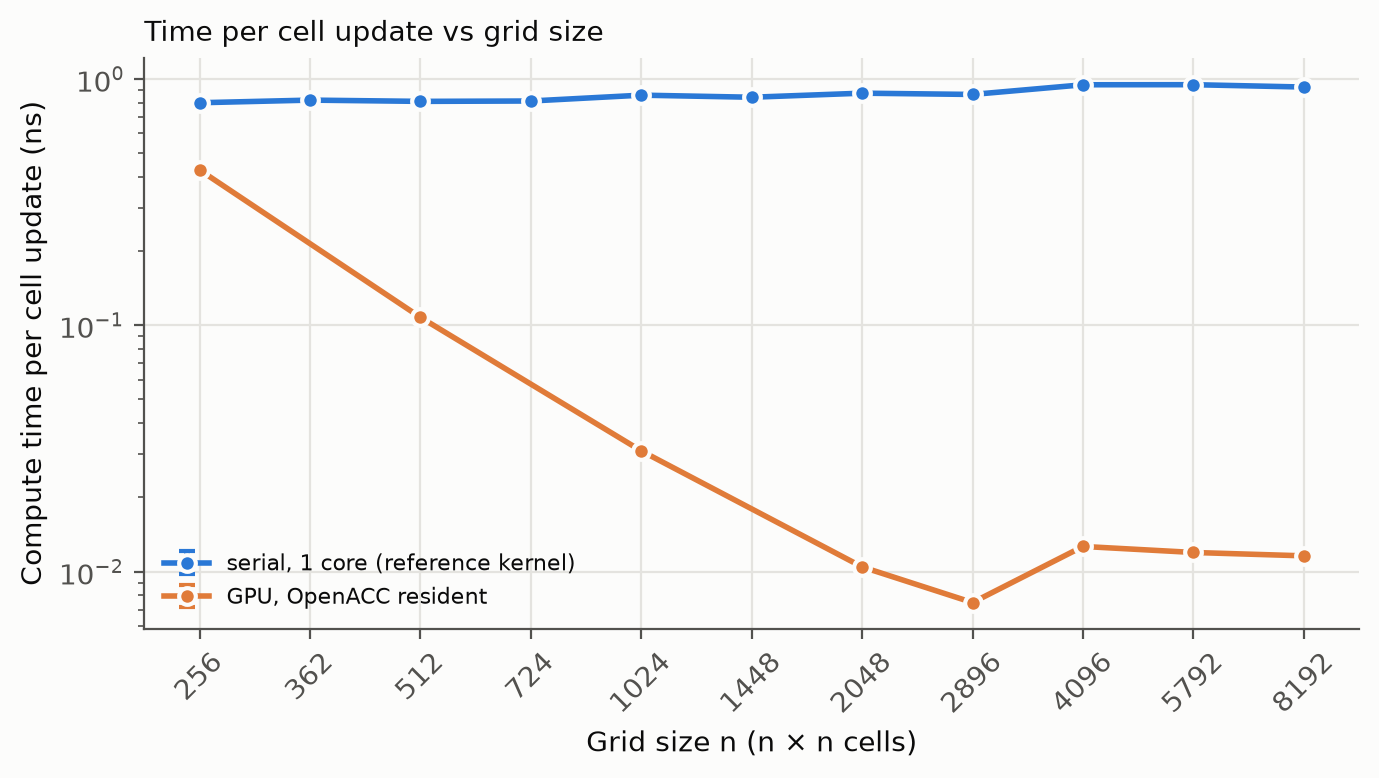 Time per cell update vs grid size
Compute time per cell update (ns)
10⁰
10⁻¹
10⁻²
serial, 1 core (reference kernel)
GPU, OpenACC resident
256 362 512 724 1024 1448 2048 2896 4096 5792 8192
Grid size n (n × n cells)